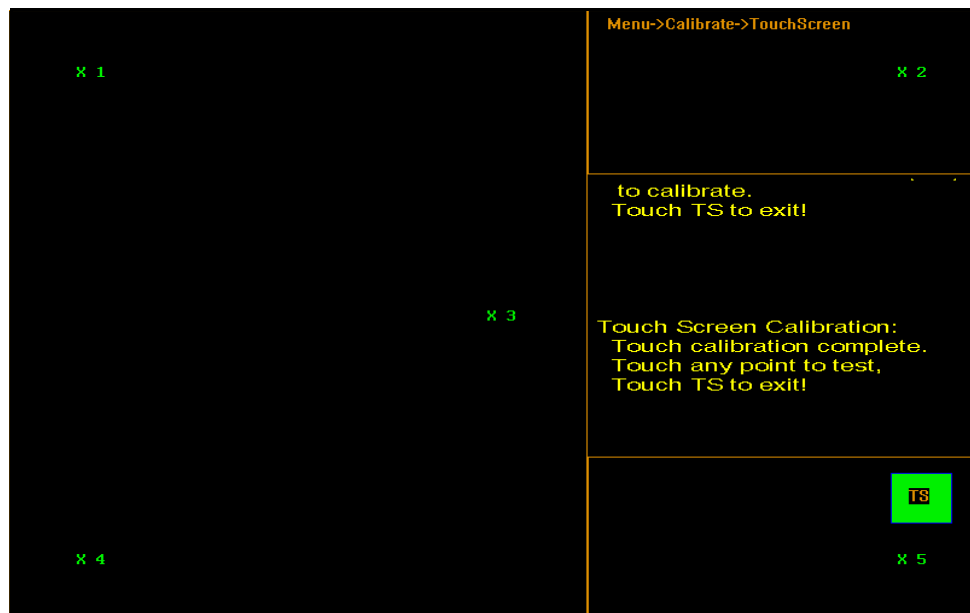 Menu->Calibrate->TouchScreen
X 1
X 2
to calibrate.
Touch TS to exit!
X 3
Touch Screen Calibration:
Touch calibration complete.
Touch any point to test,
Touch TS to exit!
TS
X 4
X 5